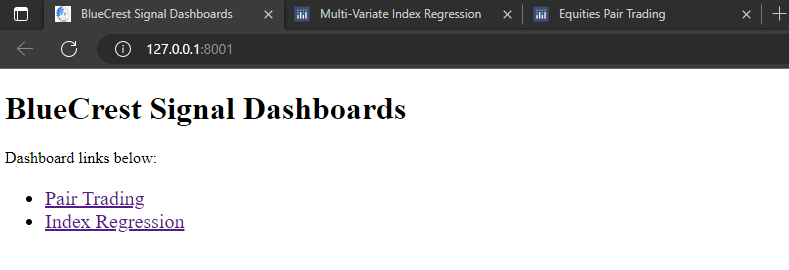 BlueCrest Signal Dashboards
Multi-Variate Index Regression
Equities Pair Trading
127.0.0.1:8001
BlueCrest Signal Dashboards
Dashboard links below:
Pair Trading
Index Regression